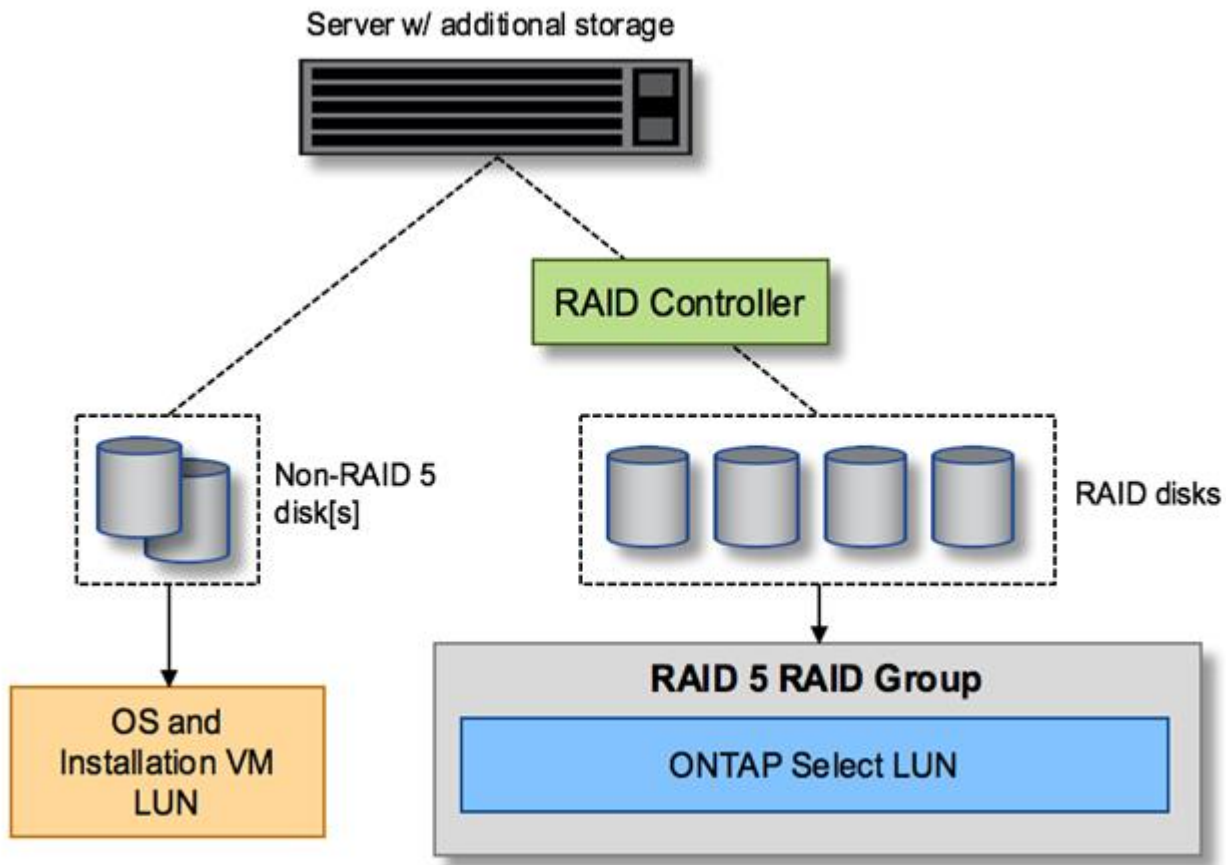 Server w/ additional storage
RAID Controller
Non-RAID 5
disk[s]
RAID disks
OS and
Installation VM
LUN
RAID 5 RAID Group
ONTAP Select LUN